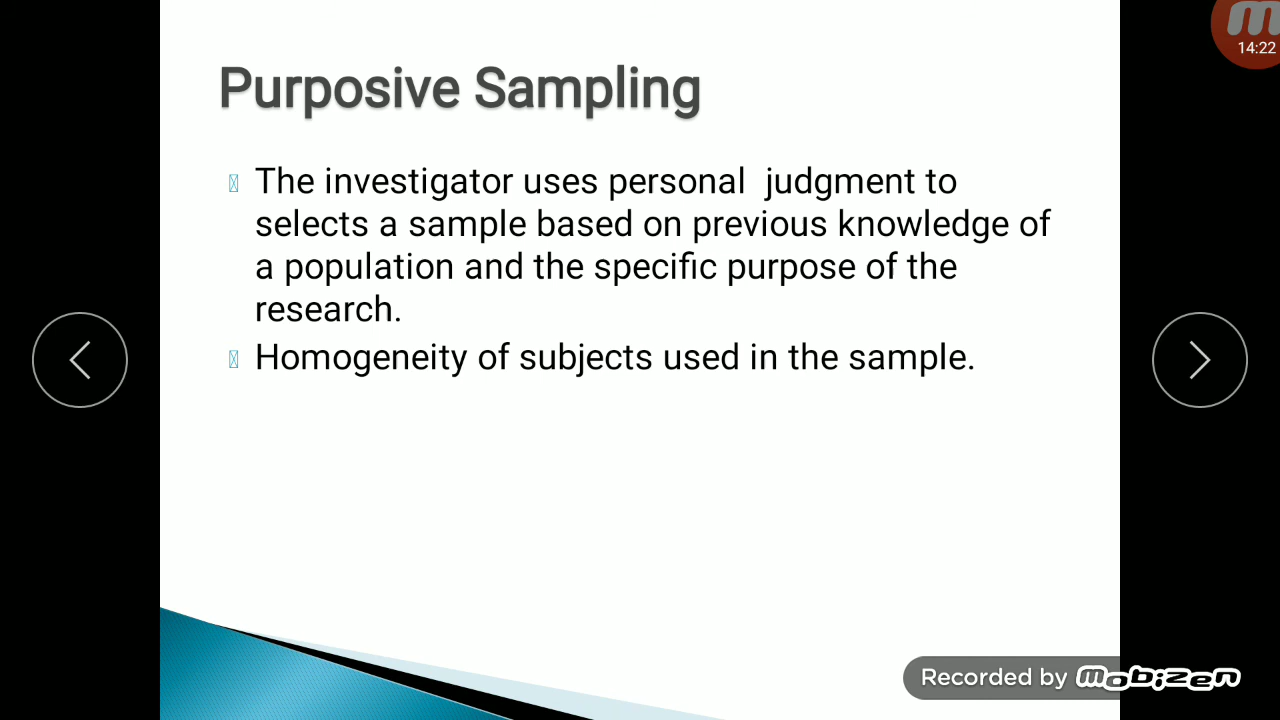 14:22
Purposive Sampling
The investigator uses personal judgment to
selects a sample based on previous knowledge of
a population and the specific purpose of the
research.
Homogeneity of subjects used in the sample.
Recorded by mobizen